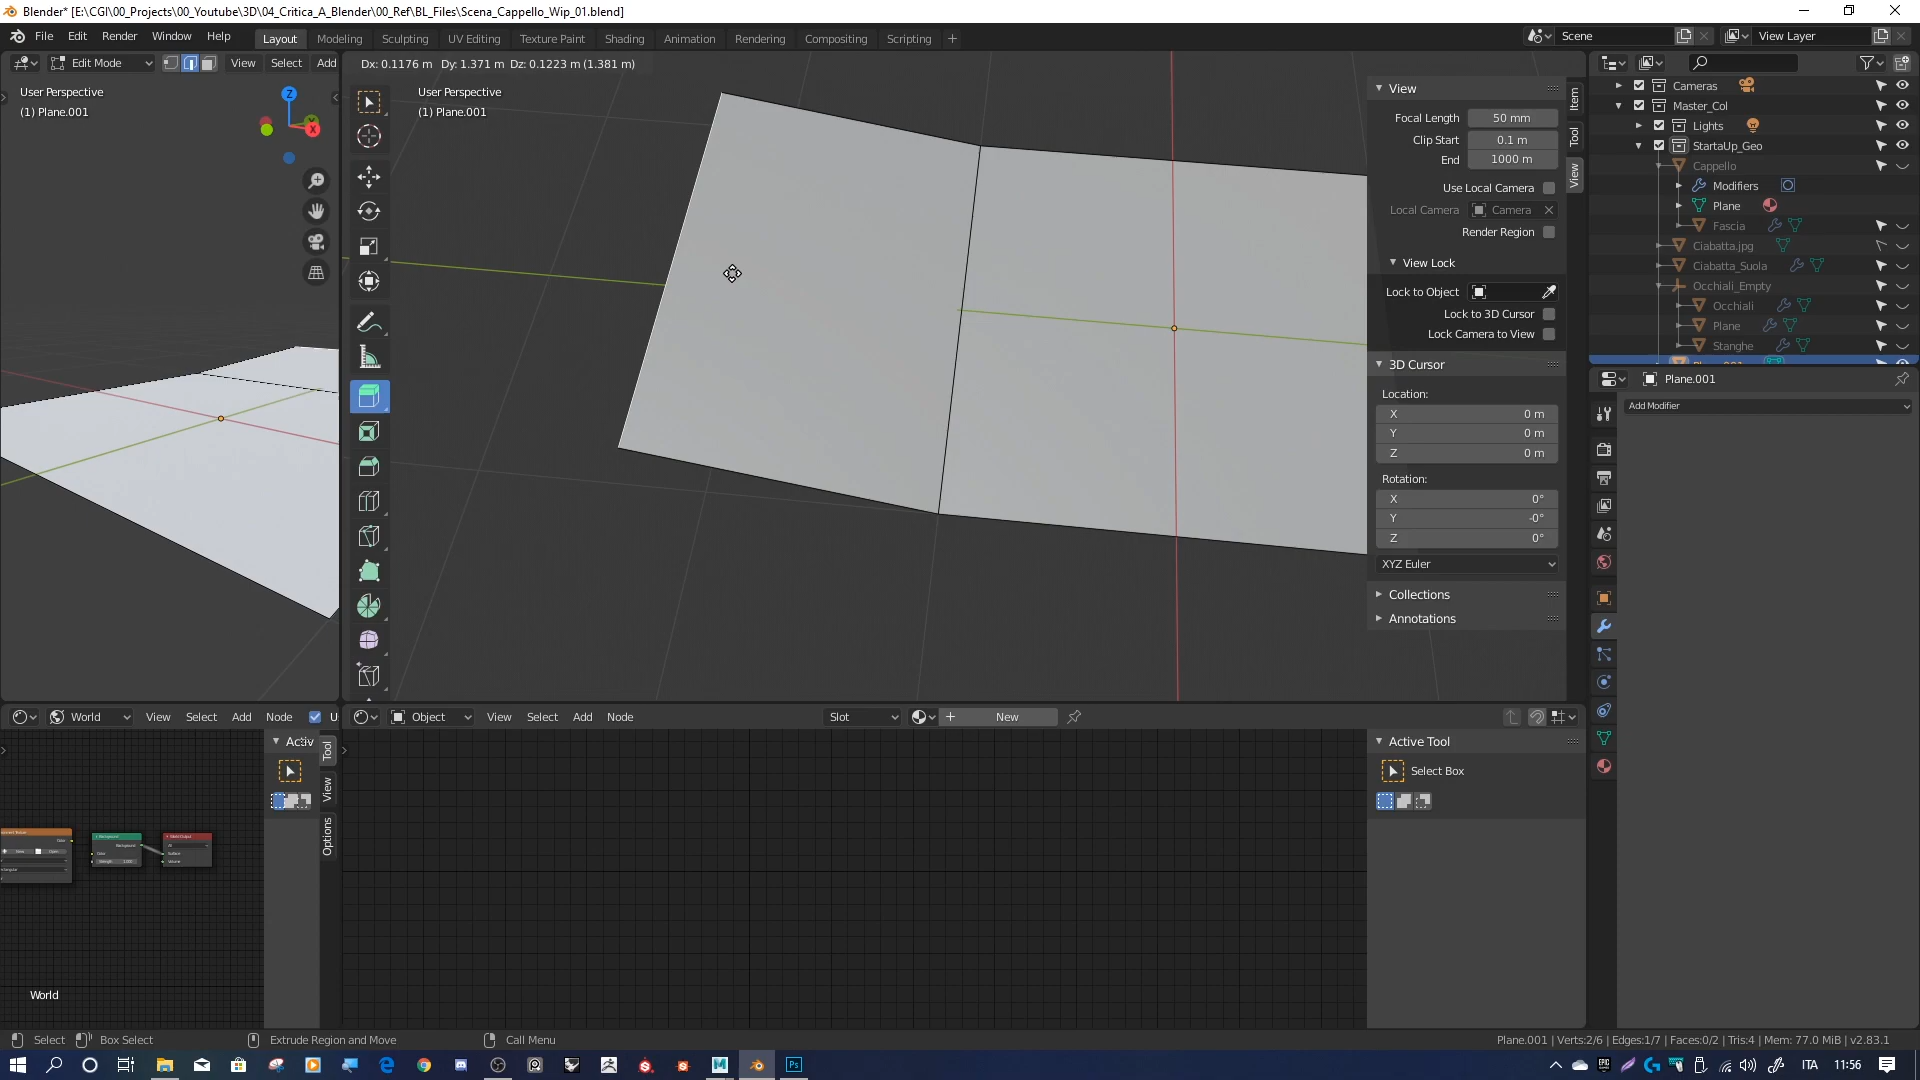 Blender* [E:\CGI\00_Projects\00_Youtube\3D\04_Critica_A_Blender\00_Ref\BL_Files\Scena_Cappello_Wip_01.blend]
File Edit Render Window Help Layout Modeling Sculpting UV Editing Texture Paint Shading Animation Rendering Compositing Scripting Scene View Layer
Edit Mode View Select Add
Dx: 0.1176 m Dy: 1.371 m Dz: 0.1223 m (1.381 m)
User Perspective
(1) Plane.001
User Perspective
(1) Plane.001
Z
X
View
Focal Length 50 mm
Clip Start 0.1 m
End 1000 m
Use Local Camera
Local Camera Camera
Render Region
View Lock
Lock to Object
Lock to 3D Cursor
Lock Camera to View
3D Cursor
Location:
X 0 m
Y 0 m
Z 0 m
Rotation:
X 0°
Y -0°
Z 0°
XYZ Euler
Collections
Annotations
Item
Tool
View
Cameras
Master_Col
Lights
StartaUp_Geo
Cappello
Modifiers
Plane
Fascia
Ciabatta.jpg
Ciabatta_Suola
Occhiali_Empty
Occhiali
Plane
Stanghe
Plane.001
Add Modifier
World View Select Add Node U
Activ
Tool
View
Options
World
Object View Select Add Node Slot New
Active Tool
Select Box
Select Box Select Extrude Region and Move Call Menu Plane.001 | Verts:2/6 | Edges:1/7 | Faces:0/2 | Tris:4 | Mem: 77.0 MiB | v2.83.1
ITA 11:56